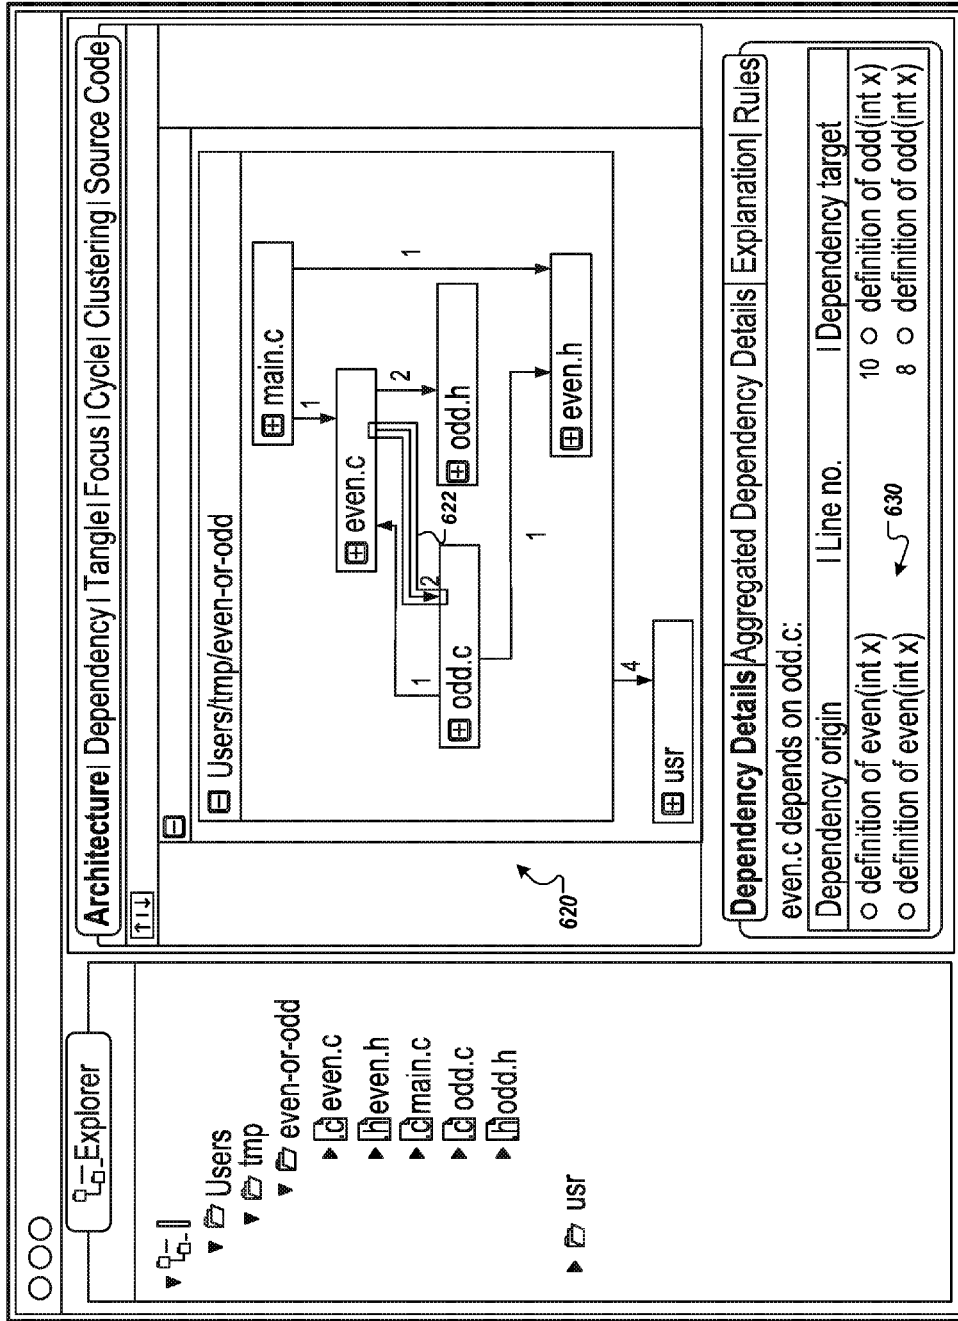 Explorer
Users
tmp
even-or-odd
c even.c
h even.h
c main.c
c odd.c
h odd.h
usr
Architecture| Dependency| Tangle| Focus | Cycle| Clustering| Source Code
Users/tmp/even-or-odd
main.c
1
1
even.c
2
622
2
odd.h
1
odd.c
1
even.h
4
usr
620
Dependency Details|Aggregated Dependency Details| Explanation| Rules
even.c depends on odd.c:
Dependency origin | Line no. | Dependency target
definition of even(int x) 10 definition of odd(int x)
definition of even(int x) 8 definition of odd(int x)
630